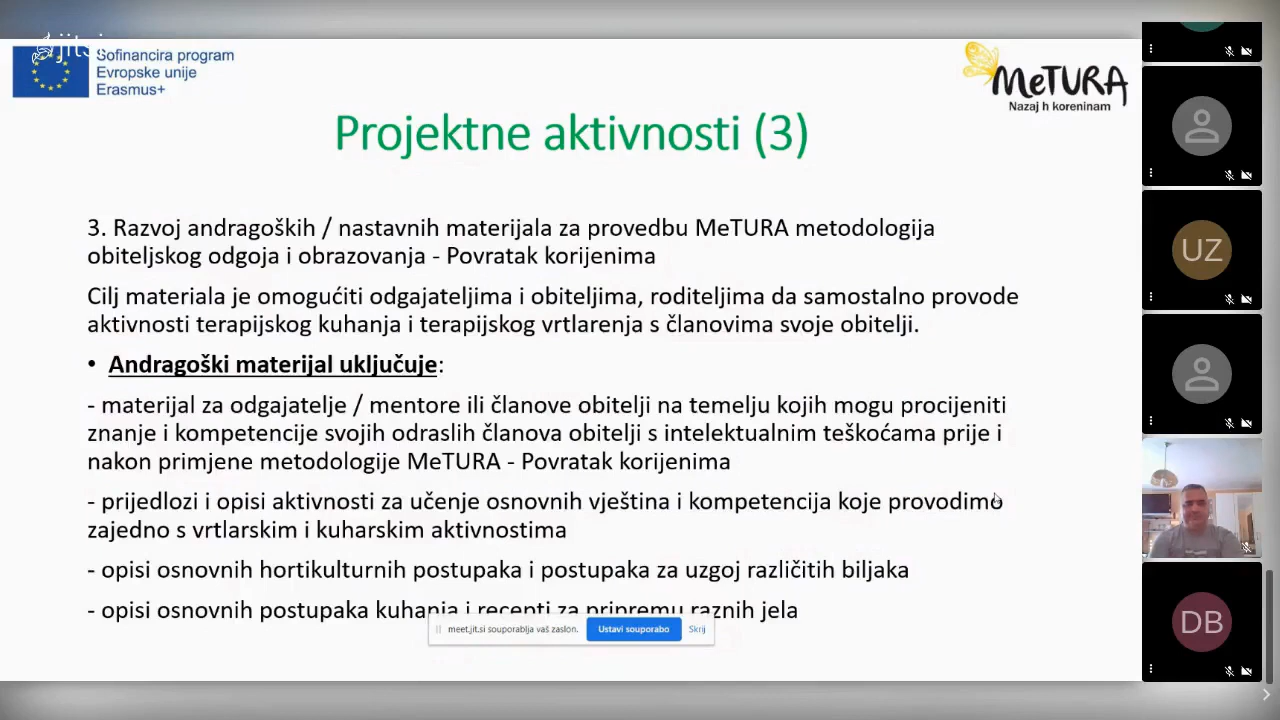 jitsi
Sofinancira program
Evropske unije
Erasmus+
MeTURA
Nazaj h koreninam
Projektne aktivnosti (3)
3. Razvoj andragoških / nastavnih materijala za provedbu MeTURA metodologija
obiteljskog odgoja i obrazovanja - Povratak korijenima
Cilj materiala je omogućiti odgajateljima i obiteljima, roditeljima da samostalno provode
aktivnosti terapijskog kuhanja i terapijskog vrtlarenja s članovima svoje obitelji.
• Andragoški materijal uključuje:
- materijal za odgajatelje / mentore ili članove obitelji na temelju kojih mogu procijeniti
znanje i kompetencije svojih odraslih članova obitelji s intelektualnim teškoćama prije i
nakon primjene metodologije MeTURA - Povratak korijenima
- prijedlozi i opisi aktivnosti za učenje osnovnih vještina i kompetencija koje provodimo
zajedno s vrtlarskim i kuharskim aktivnostima
- opisi osnovnih hortikulturnih postupaka i postupaka za uzgoj različitih biljaka
- opisi osnovnih postupaka kuhanja i recepti za pripremu raznih jela
meet.jit.si souporablja vaš zaslon.
Ustavi souporabo
Skrij
UZ
DB